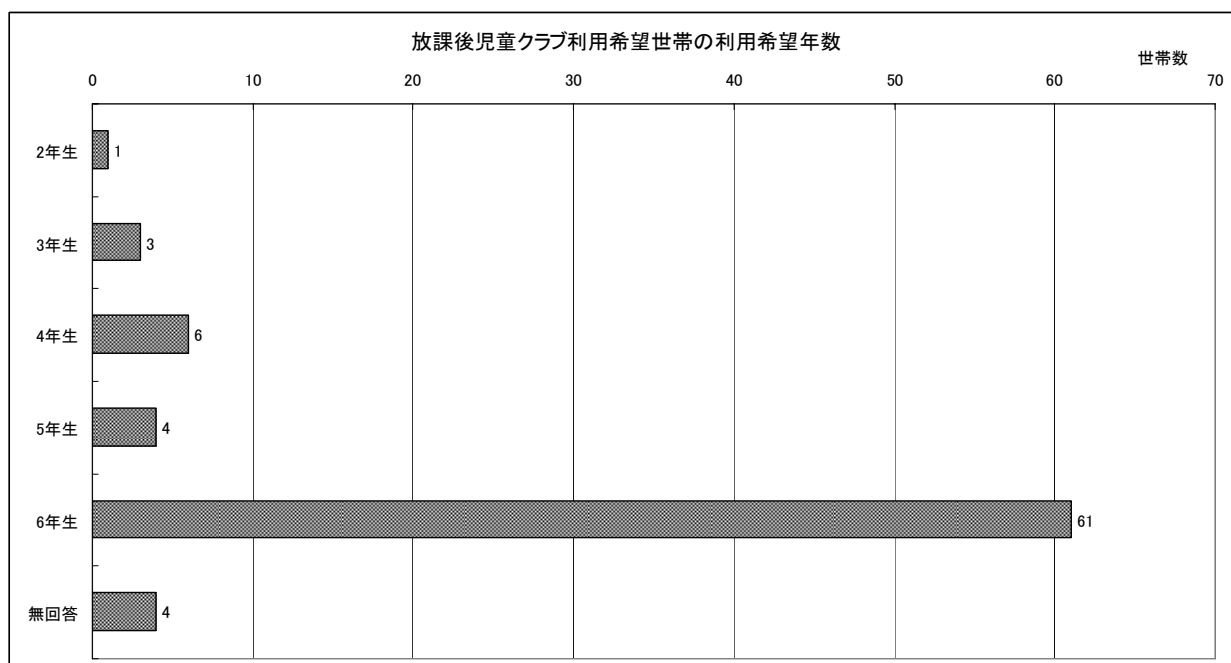 放課後児童クラブ利用希望世帯の利用希望年数
世帯数
0 10 20 30 40 50 60 70
2年生 1
3年生 3
4年生 6
5年生 4
6年生 61
無回答 4